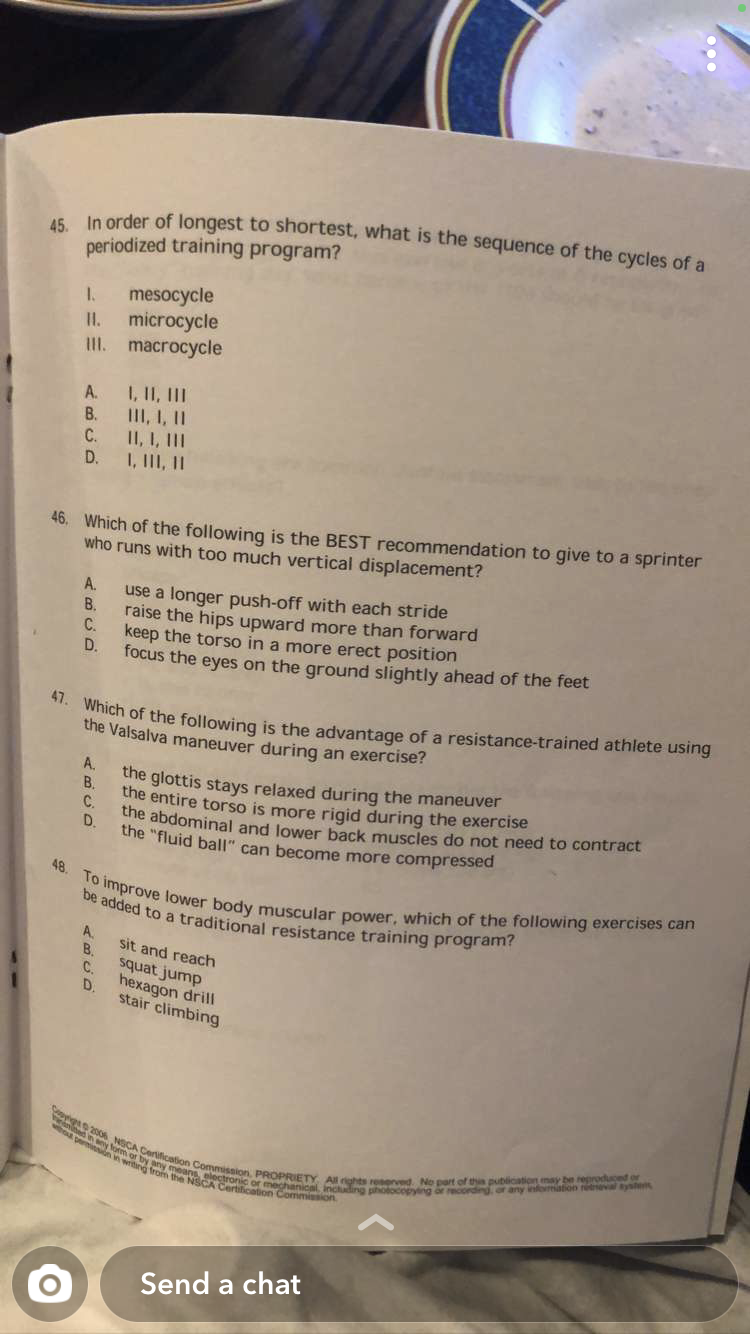 45. In order of longest to shortest, what is the sequence of the cycles of a
periodized training program?
I. mesocycle
II. microcycle
III. macrocycle
A. I, II, III
B. III, I, II
C. II, I, III
D. I, III, II
46. Which of the following is the BEST recommendation to give to a sprinter
who runs with too much vertical displacement?
A. use a longer push-off with each stride
B. raise the hips upward more than forward
C. keep the torso in a more erect position
D. focus the eyes on the ground slightly ahead of the feet
47. Which of the following is the advantage of a resistance-trained athlete using
the Valsalva maneuver during an exercise?
A. the glottis stays relaxed during the maneuver
B. the entire torso is more rigid during the exercise
C. the abdominal and lower back muscles do not need to contract
D. the "fluid ball" can become more compressed
48. To improve lower body muscular power, which of the following exercises can
be added to a traditional resistance training program?
A. sit and reach
B. squat jump
C. hexagon drill
D. stair climbing
Copyright © 2006 NSCA Certification Commission. PROPRIETY. All rights reserved. No part of this publication may be reproduced or
transmitted in any form or by any means, electronic or mechanical, including photocopying or recording, or any information retrieval system,
without permission in writing from the NSCA Certification Commission.
Send a chat